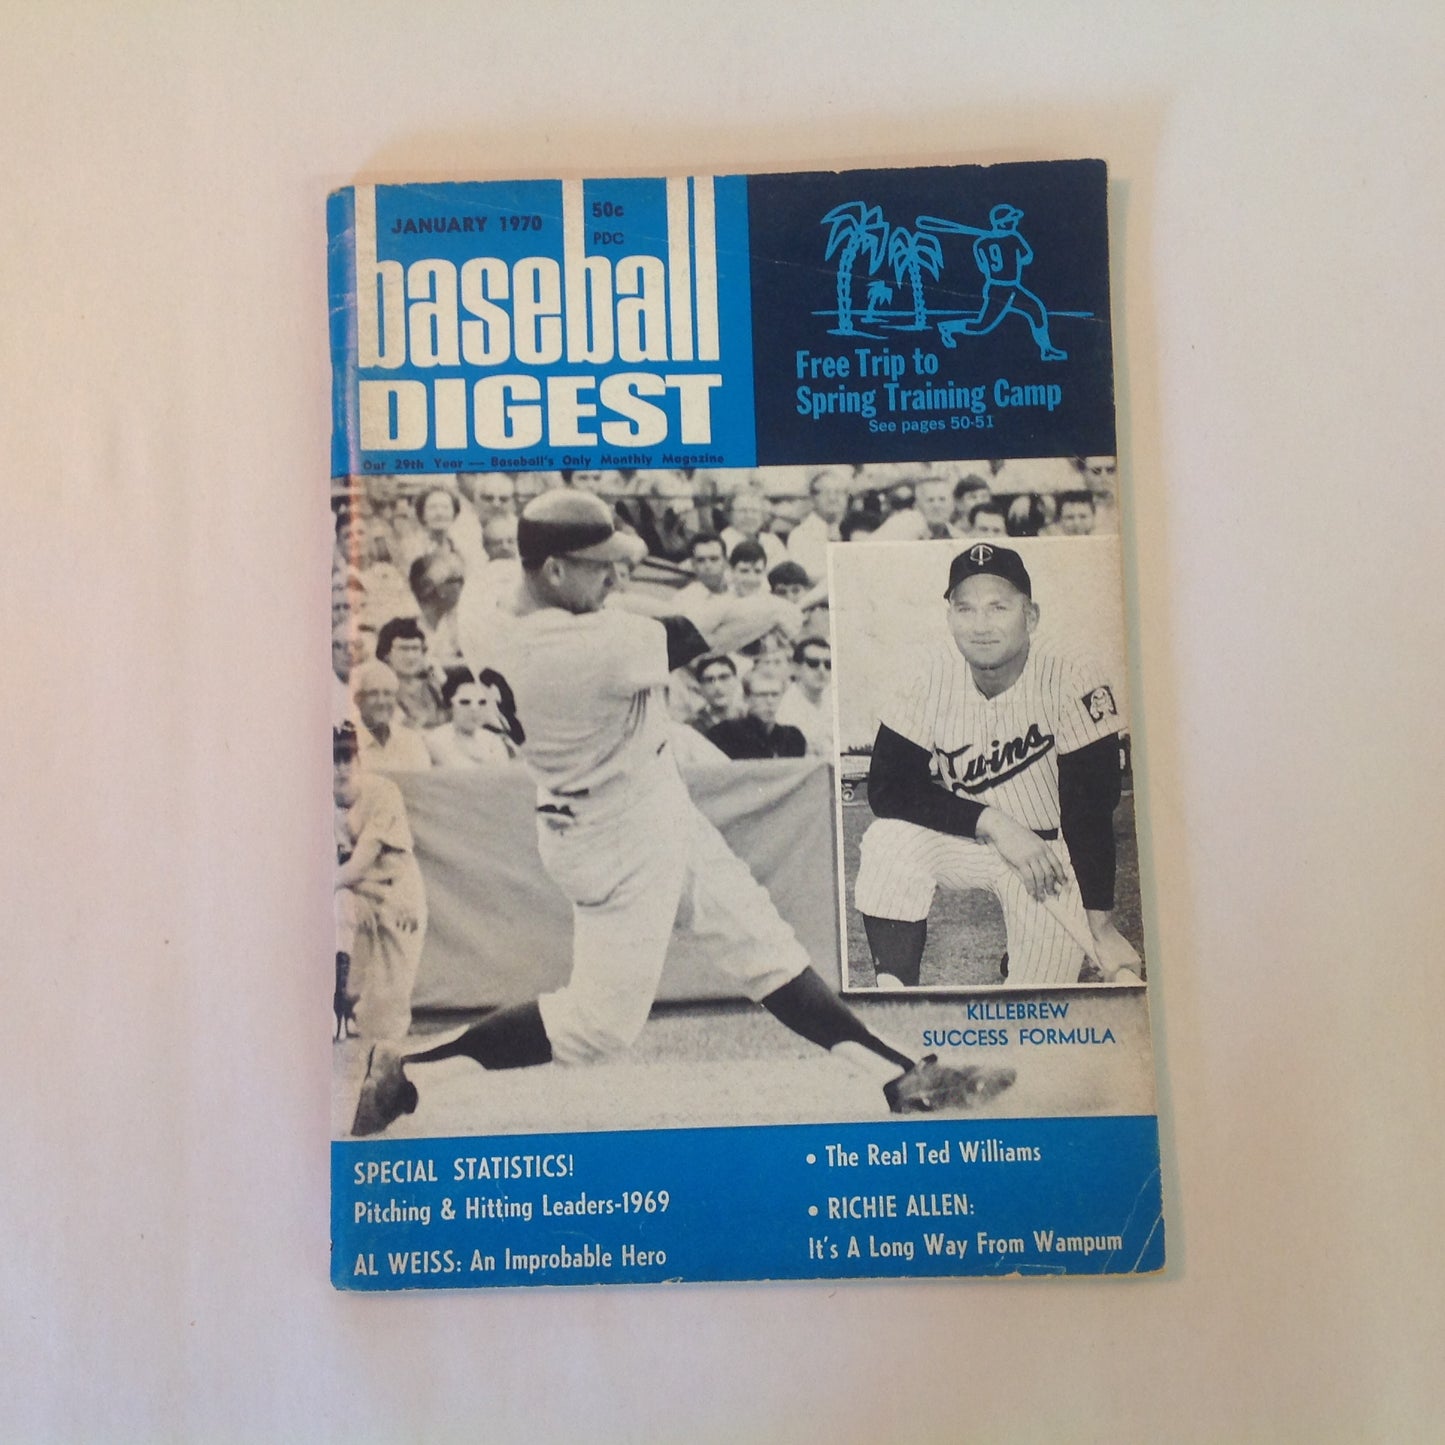 JANUARY 1970
50c
PDC
baseball
DIGEST
Our 29th Year — Baseball's Only Monthly Magazine
19
Free Trip to
Spring Training Camp
See pages 50-51
TC
Twins
KILLEBREW
SUCCESS FORMULA
SPECIAL STATISTICS!
Pitching & Hitting Leaders-1969
AL WEISS: An Improbable Hero
• The Real Ted Williams
• RICHIE ALLEN:
It's A Long Way From Wampum